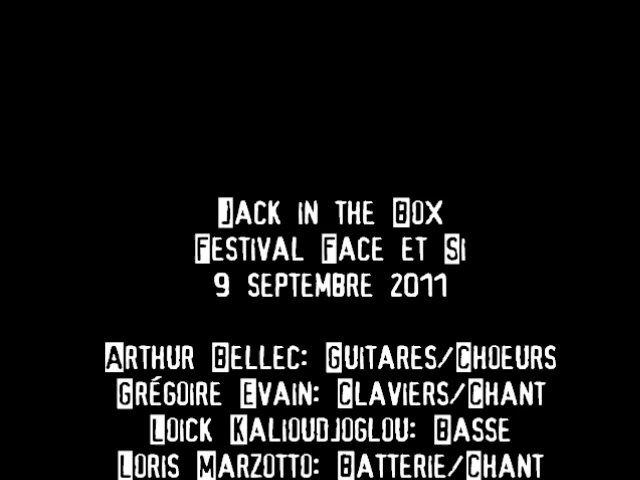 Jack in the Box
Festival Face et Si
9 septembre 2011
Arthur Bellec: Guitares/Choeurs
Grégoire Evain: Claviers/Chant
Loick Kalioudjoglou: Basse
Loris Marzotto: Batterie/Chant